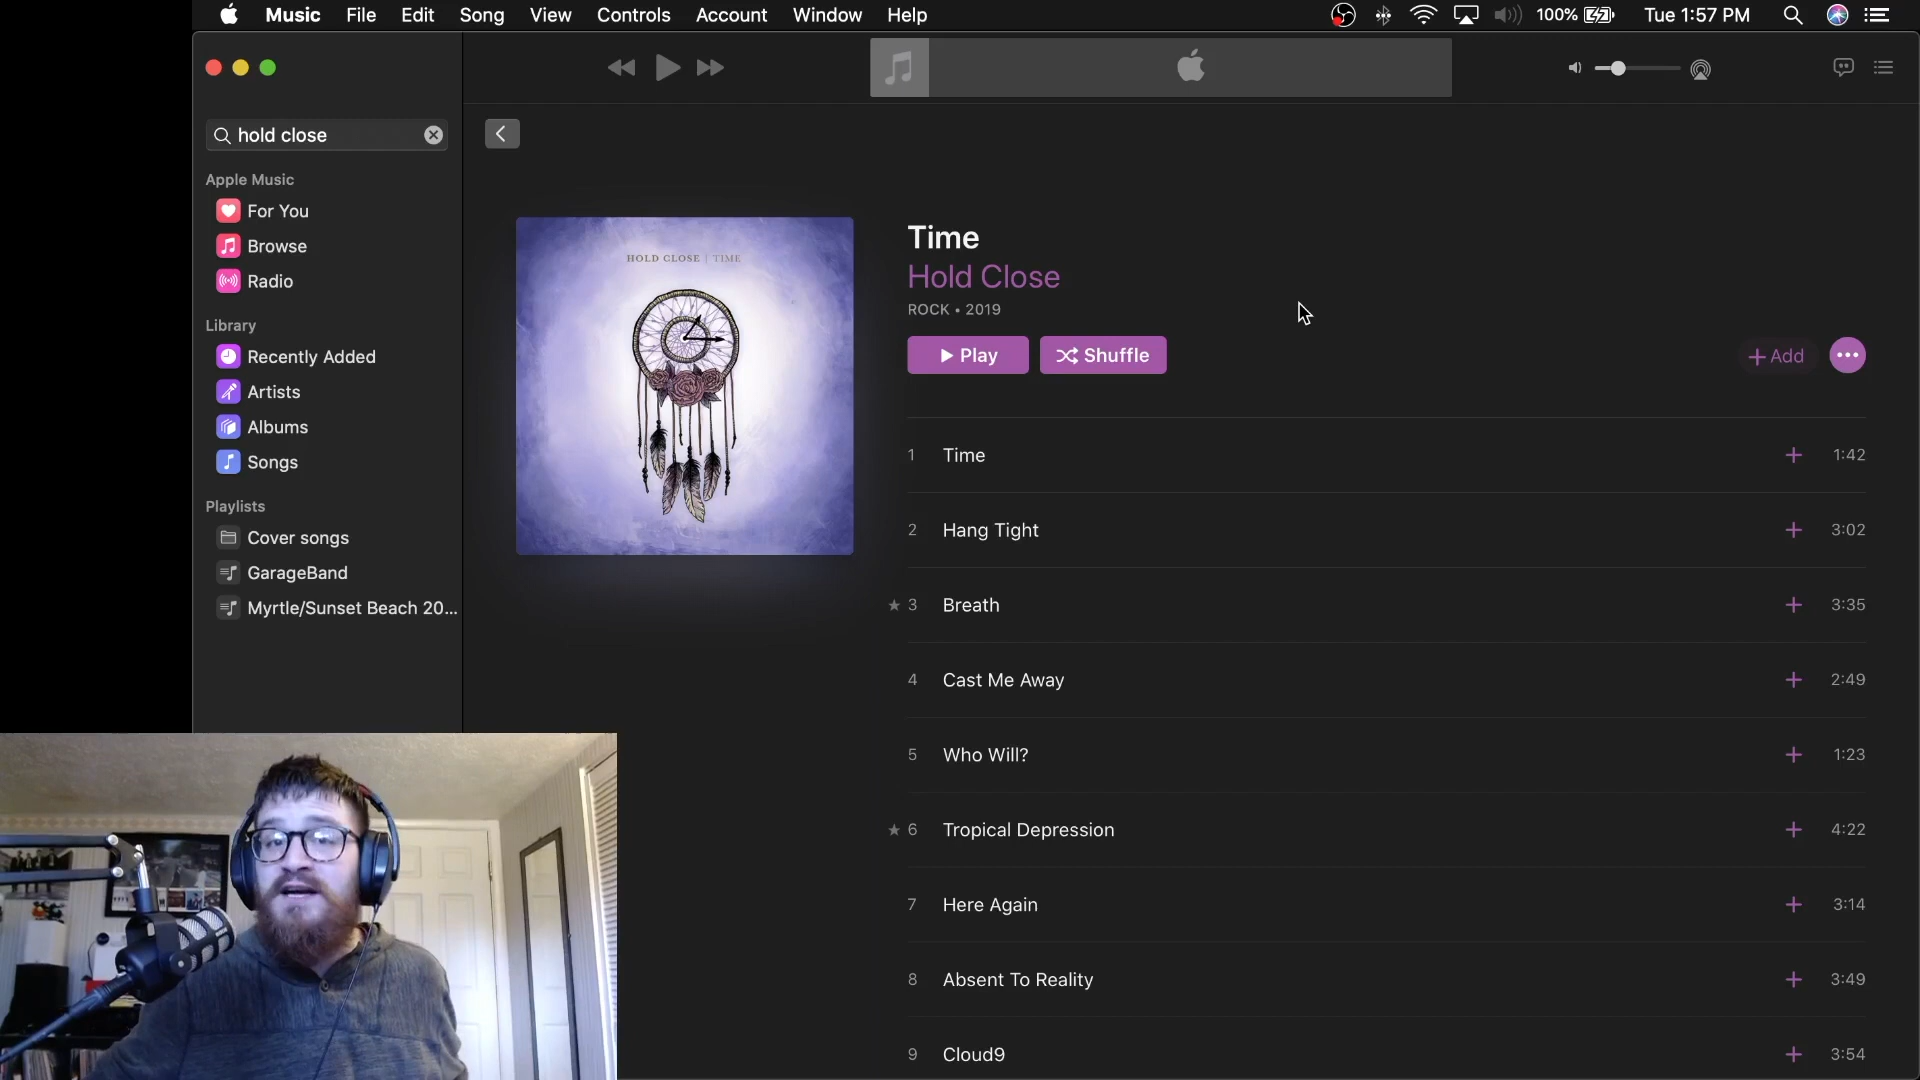 Music File Edit Song View Controls Account Window Help
100% Tue 1:57 PM
hold close
Apple Music
For You
Browse
Radio
Library
Recently Added
Artists
Albums
Songs
Playlists
Cover songs
GarageBand
Myrtle/Sunset Beach 20...
HOLD CLOSE | TIME
Time
Hold Close
ROCK • 2019
Play Shuffle
+ Add
1 Time 1:42
2 Hang Tight 3:02
★ 3 Breath 3:35
4 Cast Me Away 2:49
5 Who Will? 1:23
★ 6 Tropical Depression 4:22
7 Here Again 3:14
8 Absent To Reality 3:49
9 Cloud9 3:54